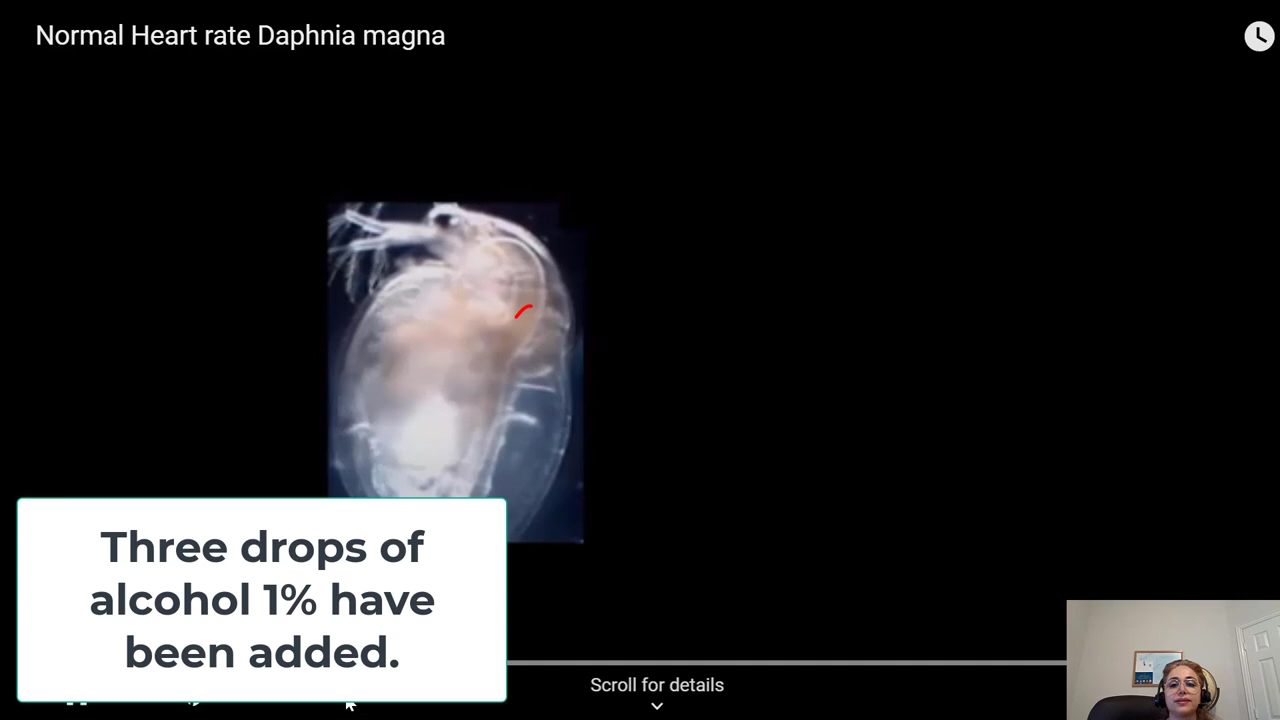 Normal Heart rate Daphnia magna
Three drops of
alcohol 1% have
been added.
Scroll for details